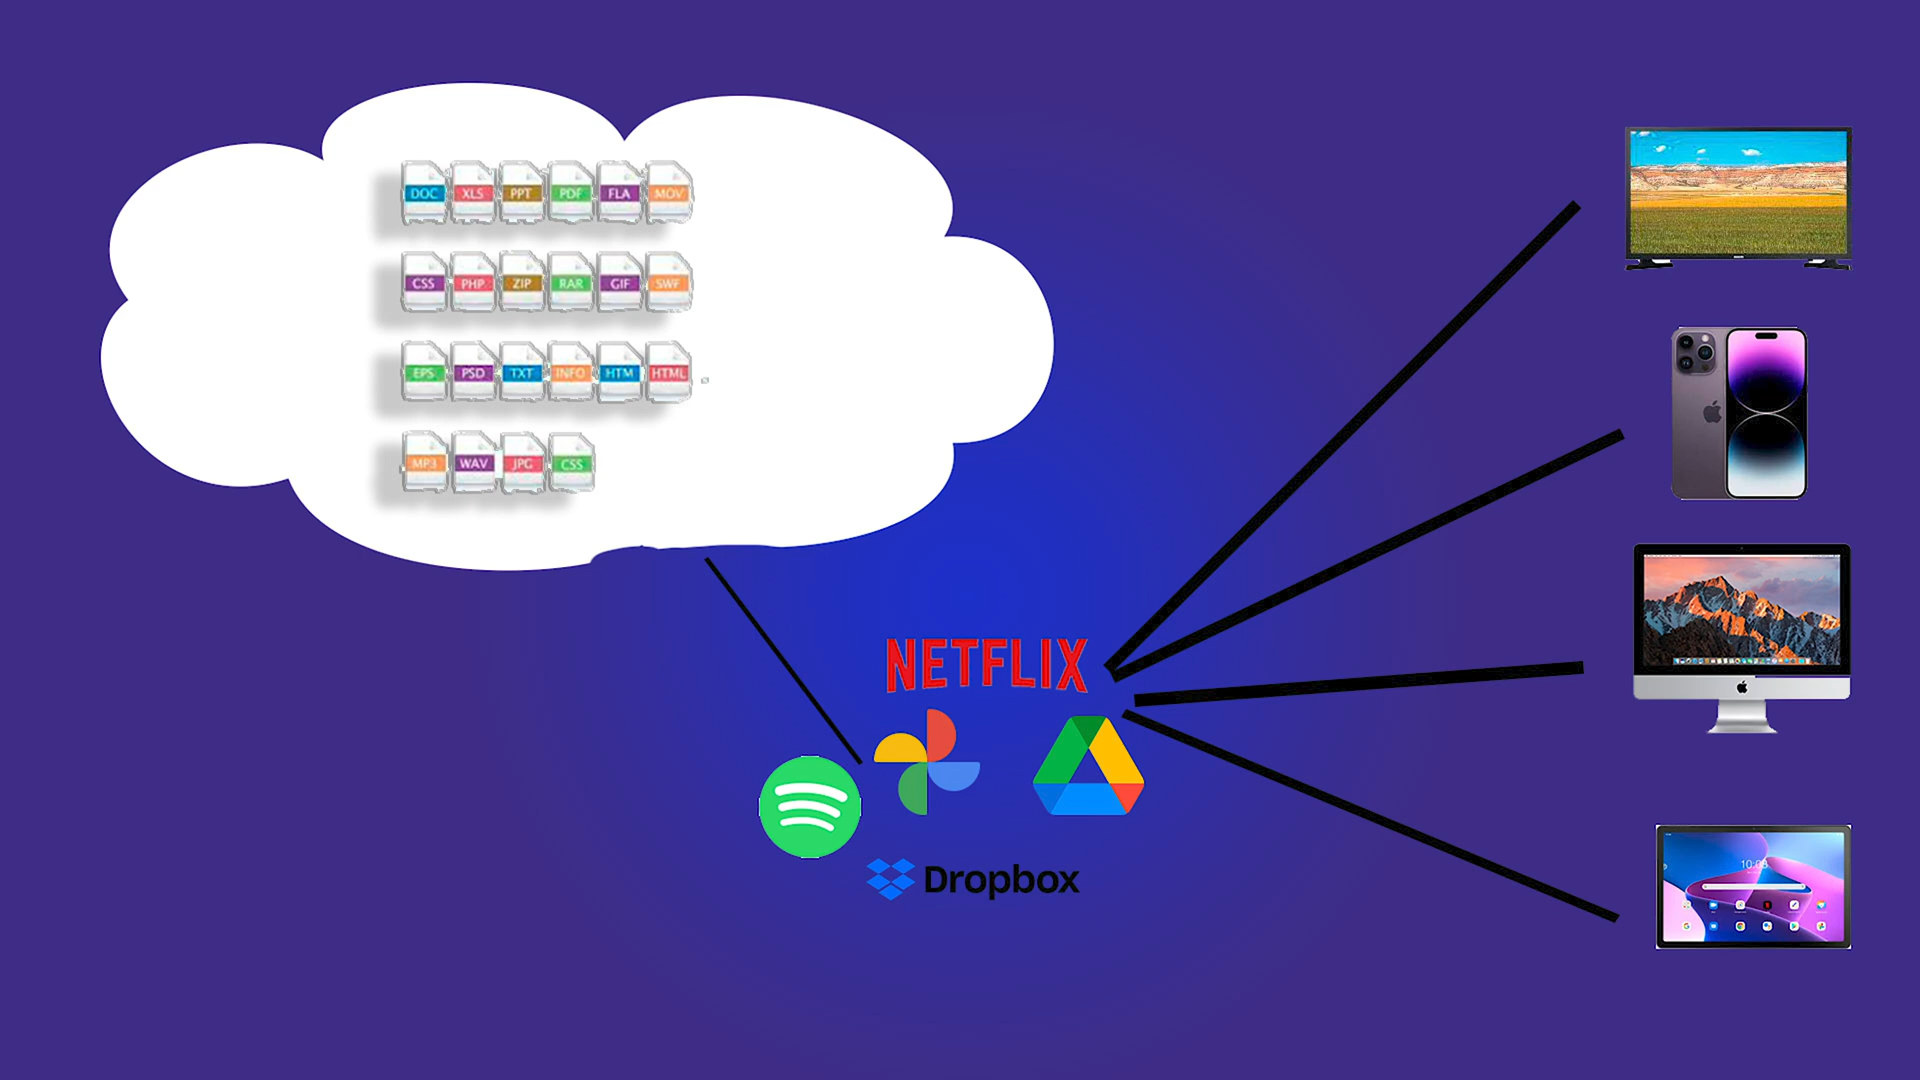 DOC XLS PPT PDF FLA MOV
CSS PHP ZIP RAR GIF SWF
EPS PSD TXT INFO HTM HTML
MP3 WAV JPG CSS
NETFLIX
Dropbox